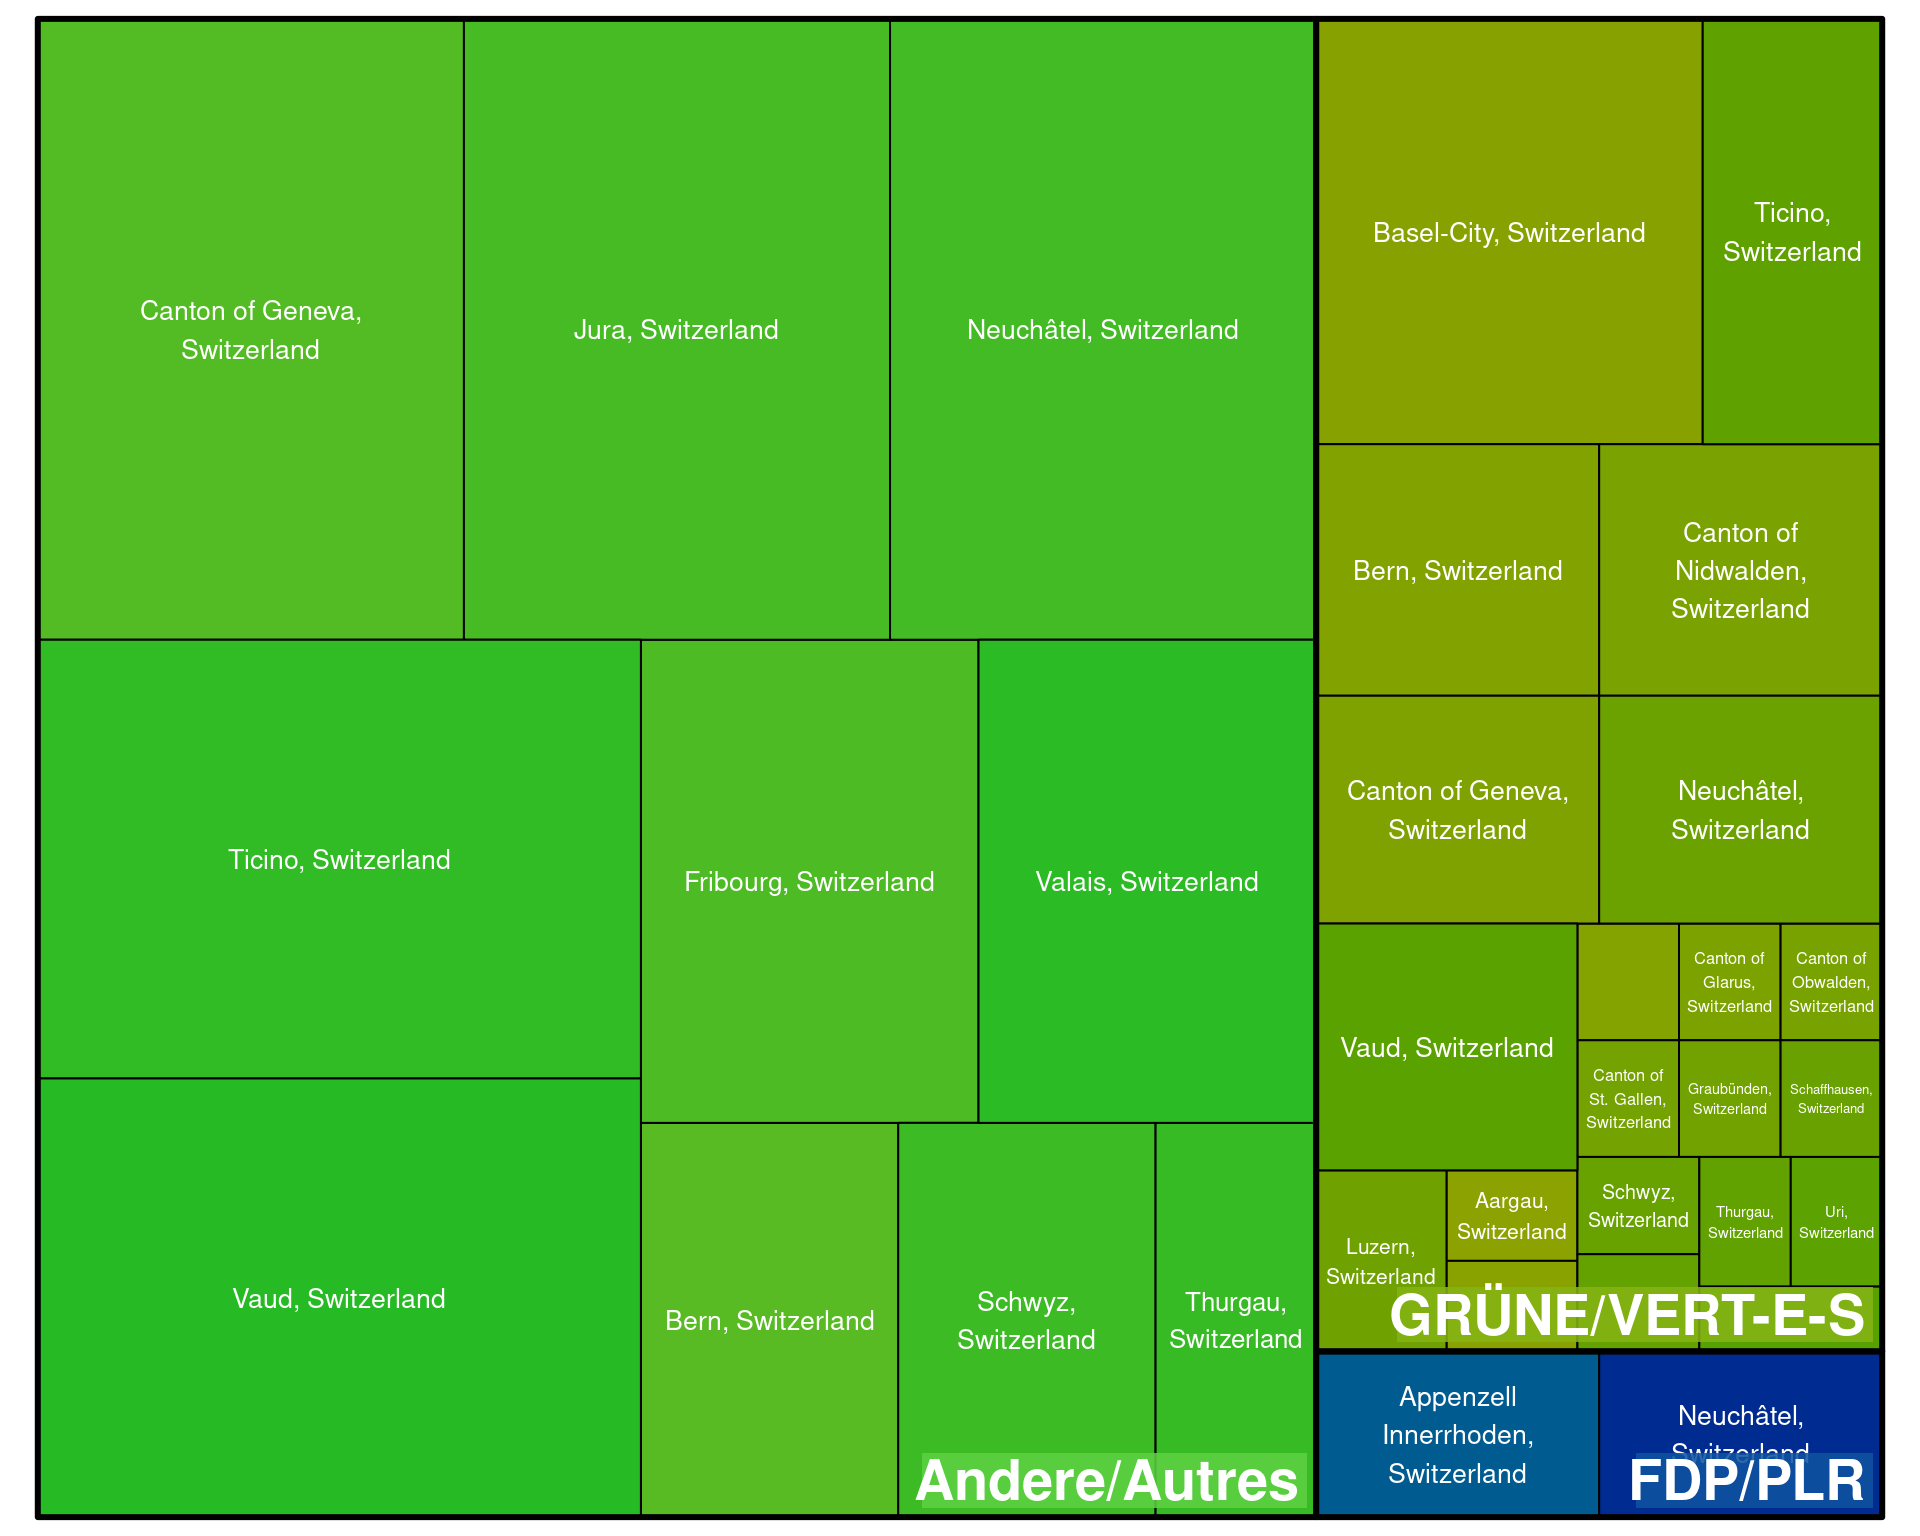 Canton of Geneva,
Switzerland
Jura, Switzerland
Neuchâtel, Switzerland
Ticino, Switzerland
Fribourg, Switzerland
Valais, Switzerland
Vaud, Switzerland
Bern, Switzerland
Schwyz,
Switzerland
Thurgau,
Switzerland
Andere/Autres
Basel-City, Switzerland
Ticino,
Switzerland
Bern, Switzerland
Canton of
Nidwalden,
Switzerland
Canton of Geneva,
Switzerland
Neuchâtel,
Switzerland
Vaud, Switzerland
Canton of
Glarus,
Switzerland
Canton of
Obwalden,
Switzerland
Canton of
St. Gallen,
Switzerland
Graubünden,
Switzerland
Schaffhausen,
Switzerland
Luzern,
Switzerland
Aargau,
Switzerland
Schwyz,
Switzerland
Thurgau,
Switzerland
Uri,
Switzerland
GRÜNE/VERT-E-S
Appenzell
Innerrhoden,
Switzerland
Neuchâtel,
Switzerland
FDP/PLR